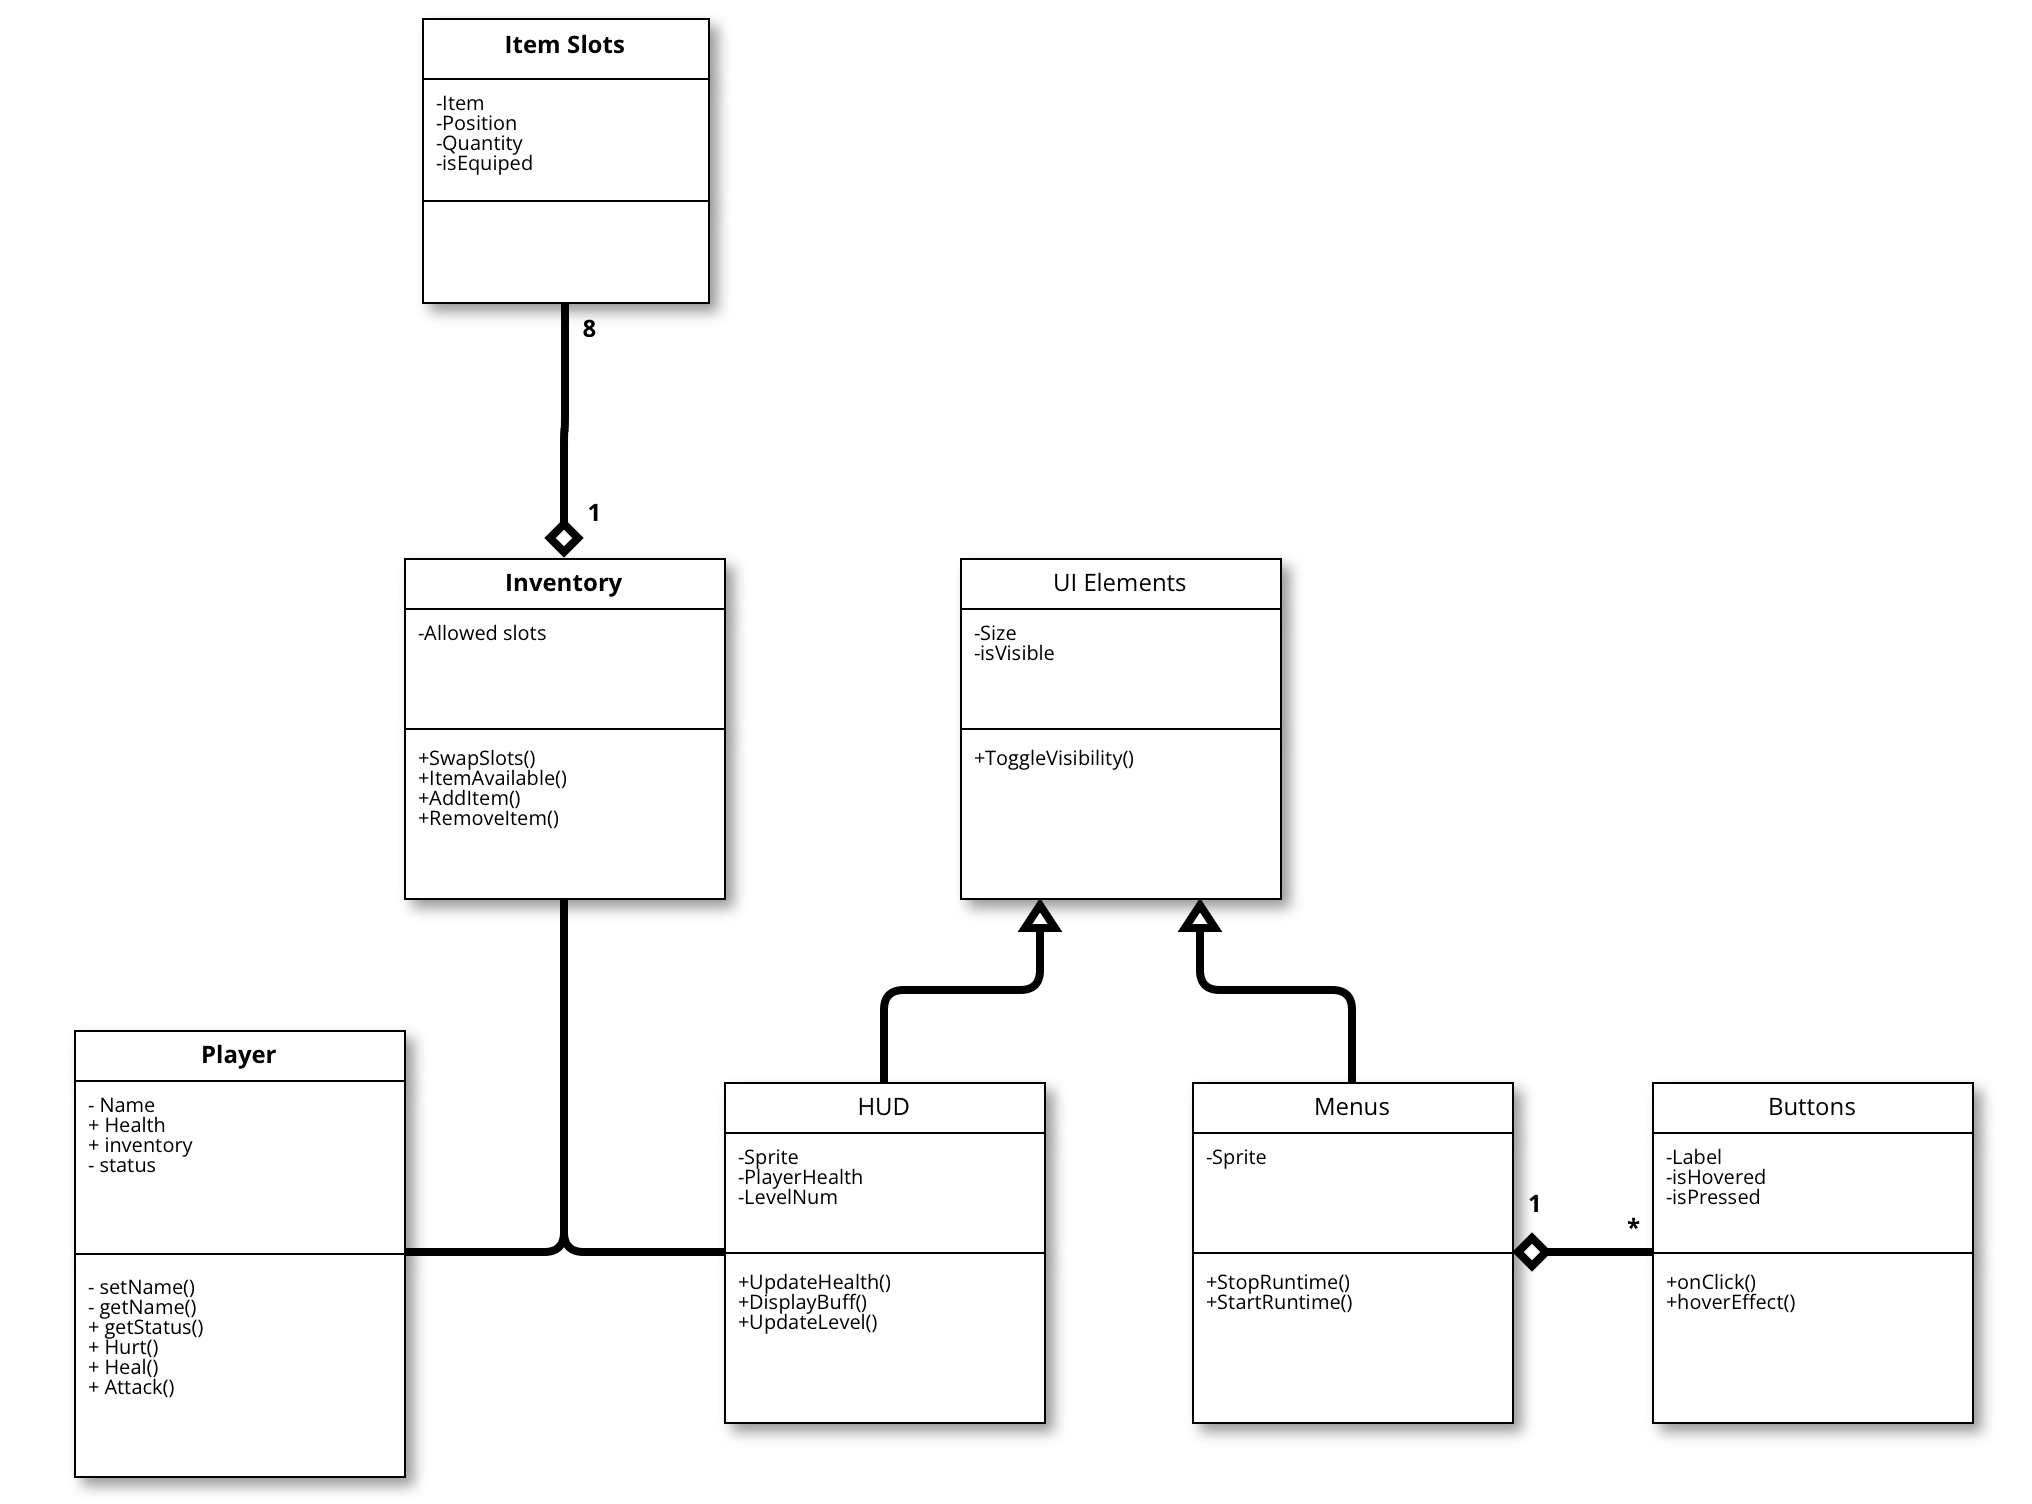 Item Slots
-Item
-Position
-Quantity
-isEquiped
8
1
Inventory
-Allowed slots
+SwapSlots()
+ItemAvailable()
+AddItem()
+RemoveItem()
UI Elements
-Size
-isVisible
+ToggleVisibility()
Player
- Name
+ Health
+ inventory
- status
- setName()
- getName()
+ getStatus()
+ Hurt()
+ Heal()
+ Attack()
HUD
-Sprite
-PlayerHealth
-LevelNum
+UpdateHealth()
+DisplayBuff()
+UpdateLevel()
Menus
-Sprite
+StopRuntime()
+StartRuntime()
1
*
Buttons
-Label
-isHovered
-isPressed
+onClick()
+hoverEffect()